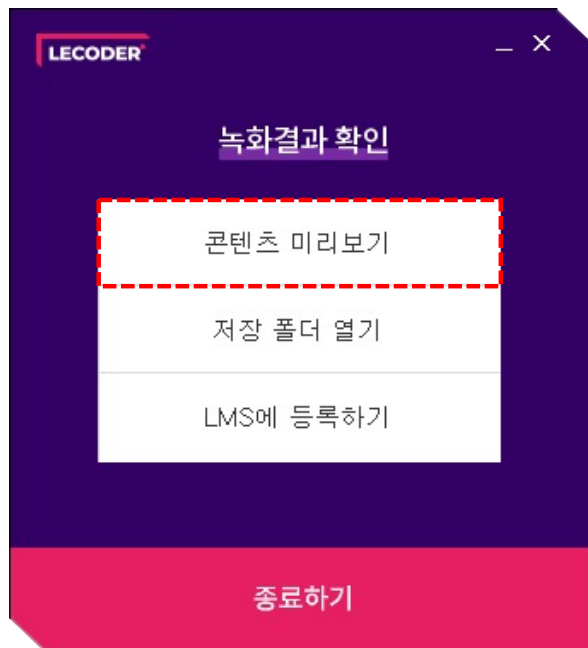 LECODER
녹화결과 확인
콘텐츠 미리보기
저장 폴더 열기
LMS에 등록하기
종료하기